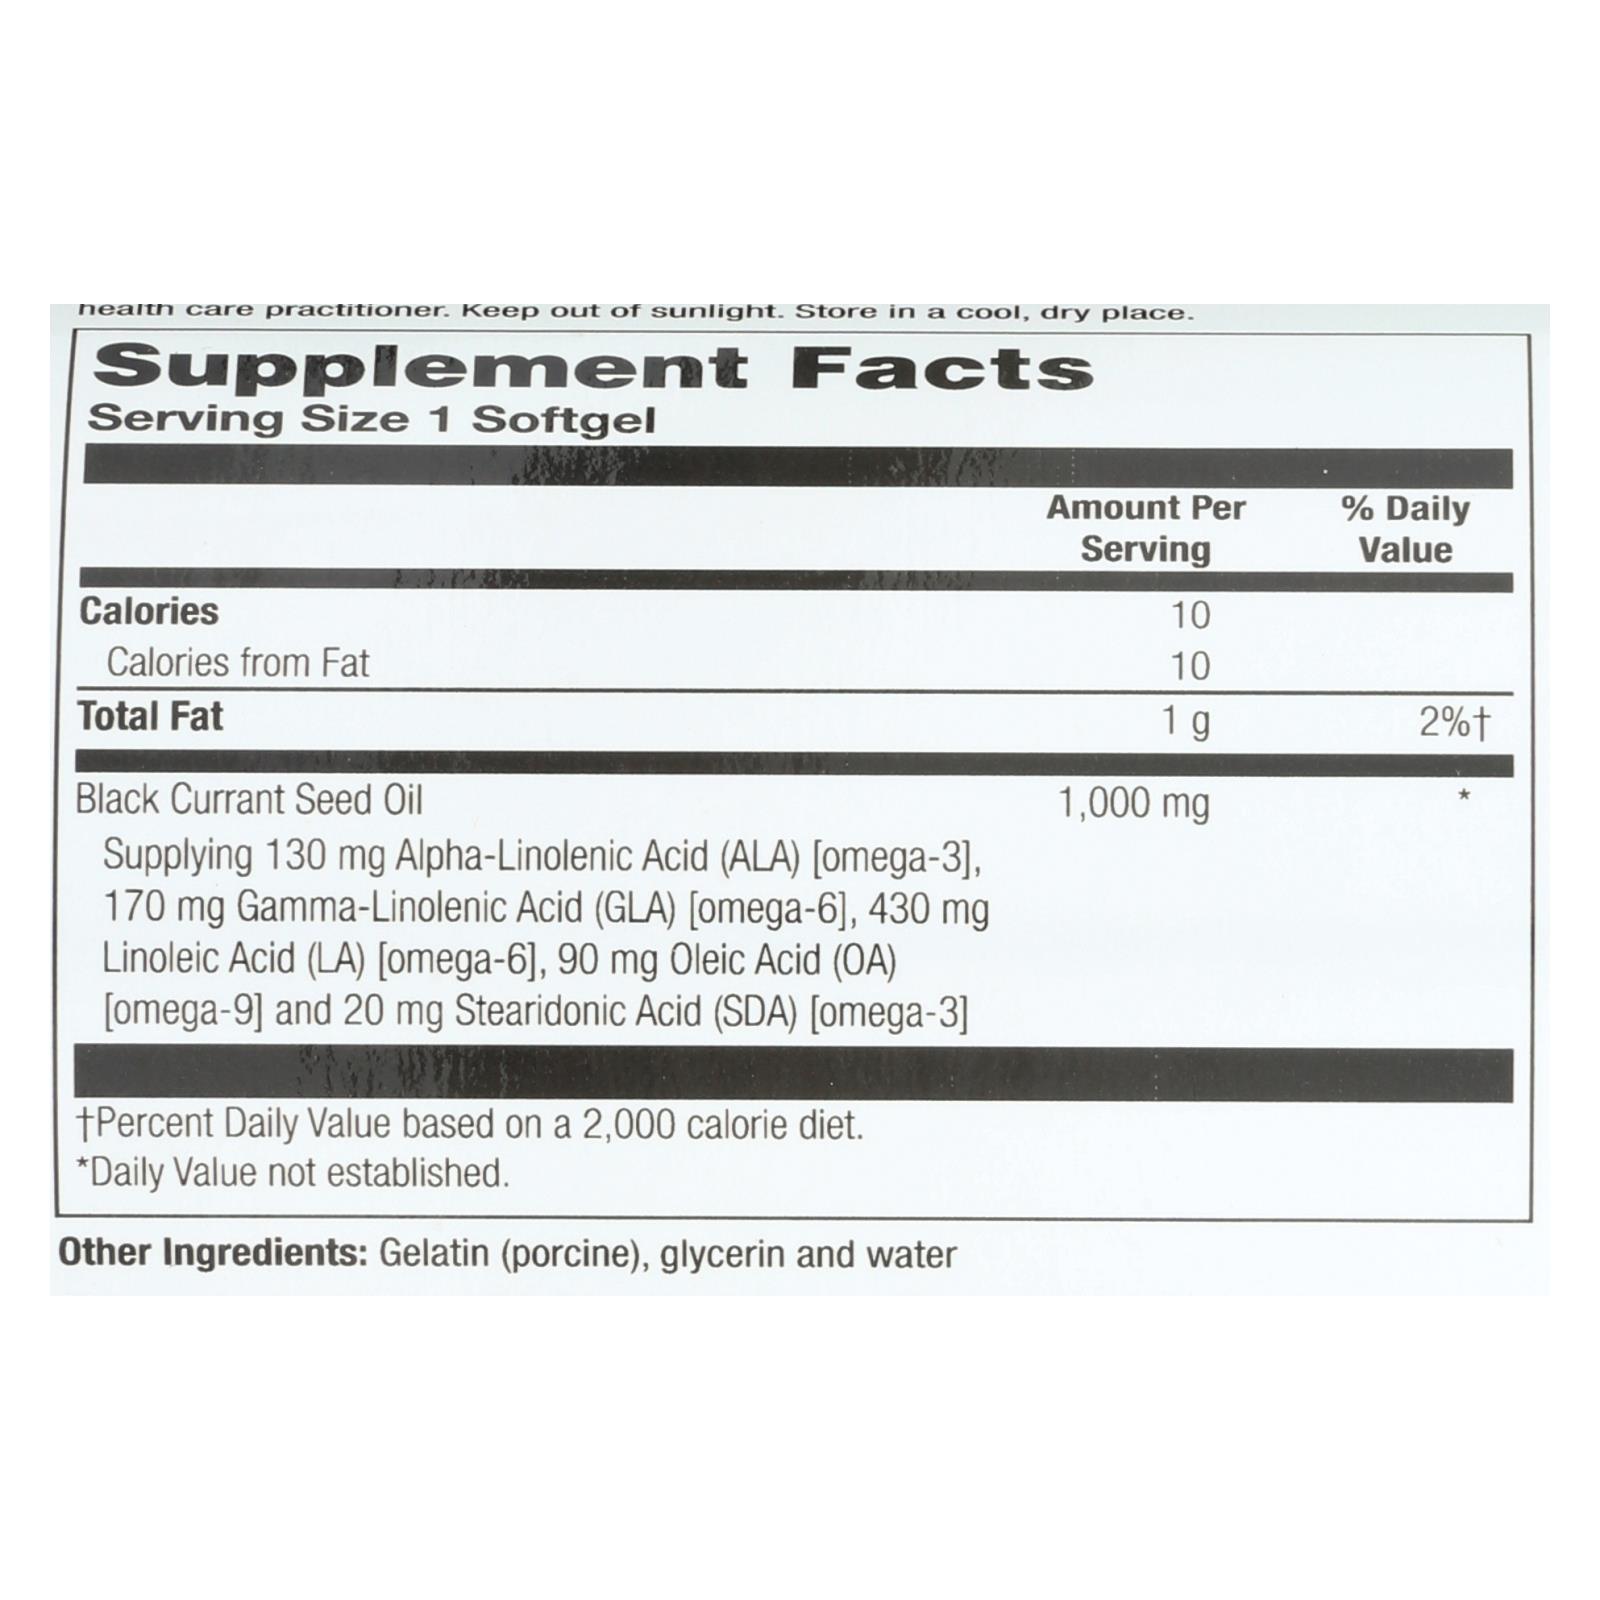 health care practitioner. Keep out of sunlight. Store in a cool, dry place.
Supplement Facts
Serving Size 1 Softgel
Amount Per Serving % Daily Value
Calories 10
Calories from Fat 10
Total Fat 1 g 2%†
Black Currant Seed Oil 1,000 mg *
Supplying 130 mg Alpha-Linolenic Acid (ALA) [omega-3],
170 mg Gamma-Linolenic Acid (GLA) [omega-6], 430 mg
Linoleic Acid (LA) [omega-6], 90 mg Oleic Acid (OA)
[omega-9] and 20 mg Stearidonic Acid (SDA) [omega-3]
†Percent Daily Value based on a 2,000 calorie diet.
*Daily Value not established.
Other Ingredients: Gelatin (porcine), glycerin and water